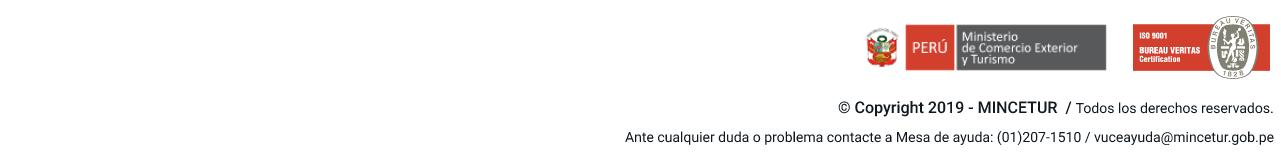 PERÚ
Ministerio
de Comercio Exterior
y Turismo
ISO 9001
BUREAU VERITAS
Certification
BUREAU VERITAS
1828
© Copyright 2019 - MINCETUR / Todos los derechos reservados.
Ante cualquier duda o problema contacte a Mesa de ayuda: (01)207-1510 / vuceayuda@mincetur.gob.pe